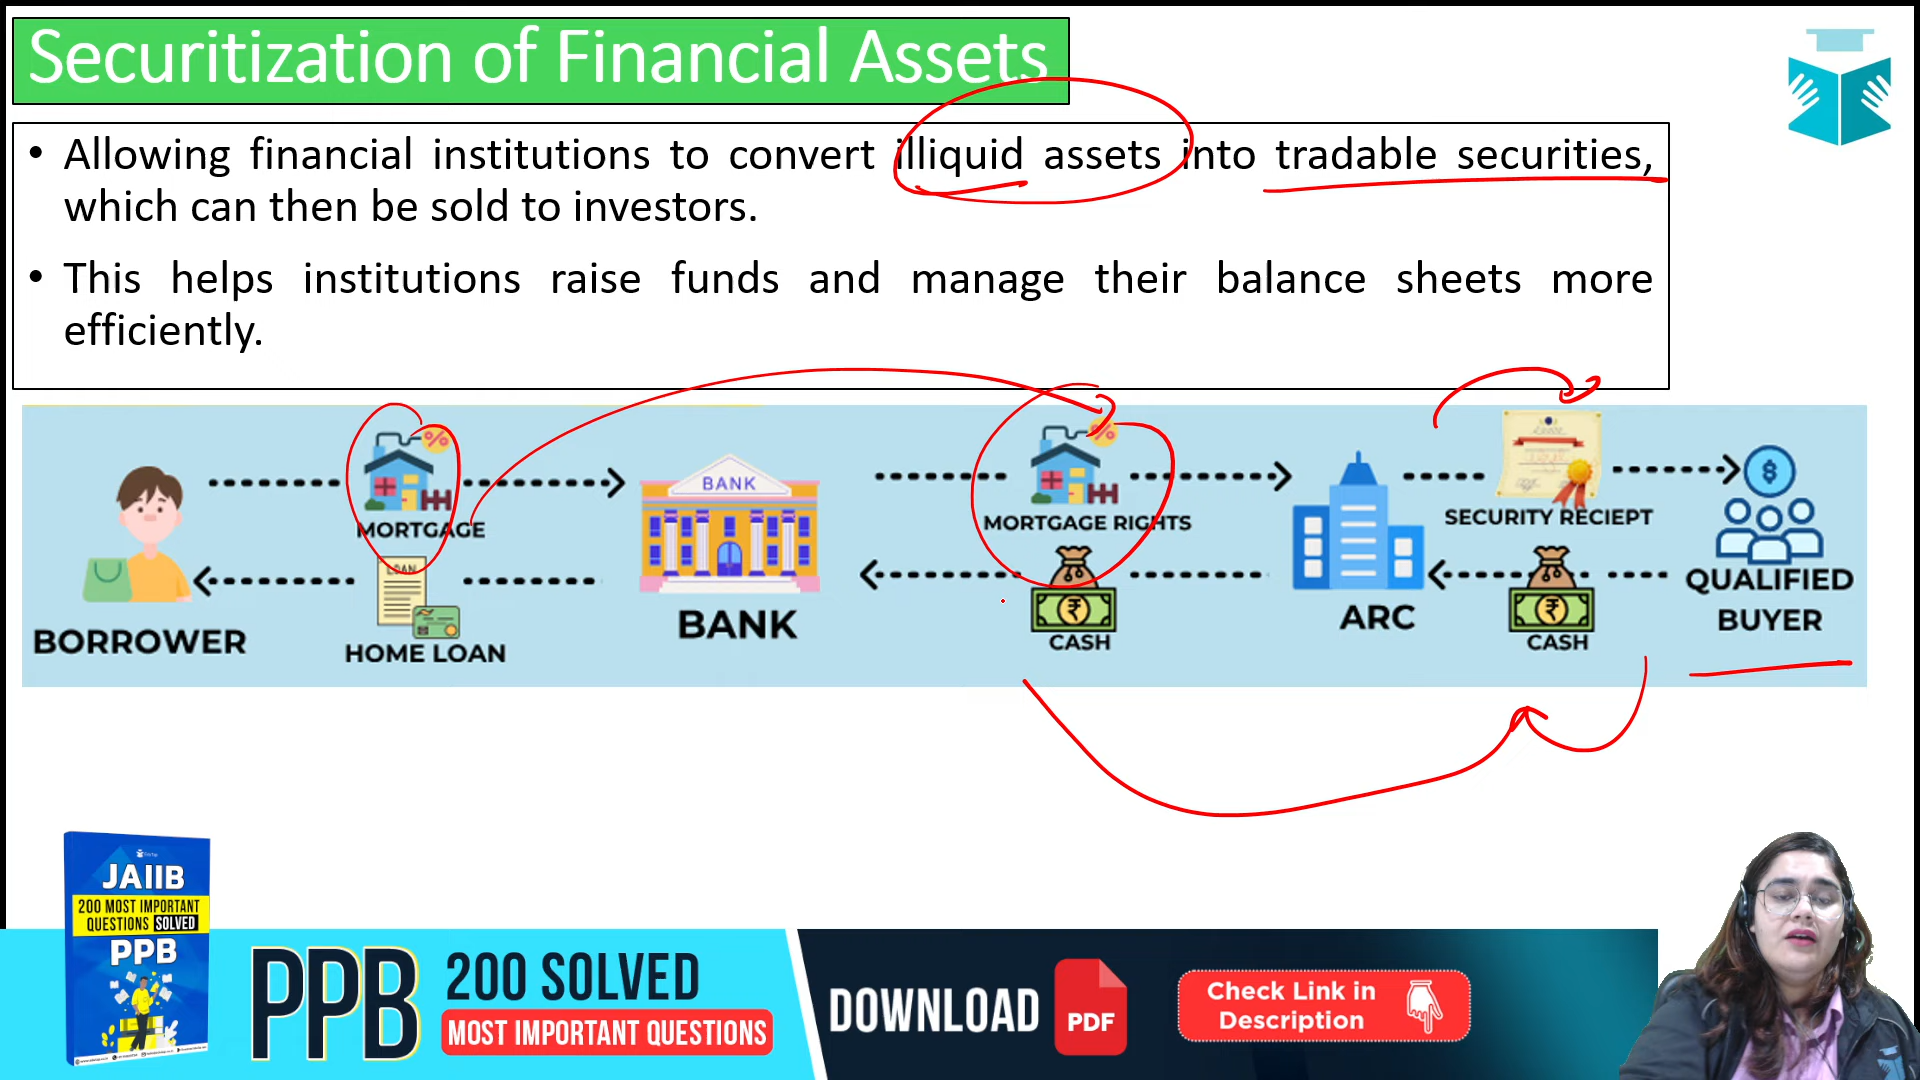 Securitization of Financial Assets
• Allowing financial institutions to convert illiquid assets into tradable securities,
which can then be sold to investors.
• This helps institutions raise funds and manage their balance sheets more
efficiently.
BANK
MORTGAGE
MORTGAGE RIGHTS
SECURITY RECIEPT
LOAN
BORROWER
HOME LOAN
BANK
CASH
ARC
CASH
QUALIFIED
BUYER
JAIIB
200 MOST IMPORTANT
QUESTIONS SOLVED
PPB
PPB
200 SOLVED
MOST IMPORTANT QUESTIONS
DOWNLOAD
PDF
Check Link in
Description